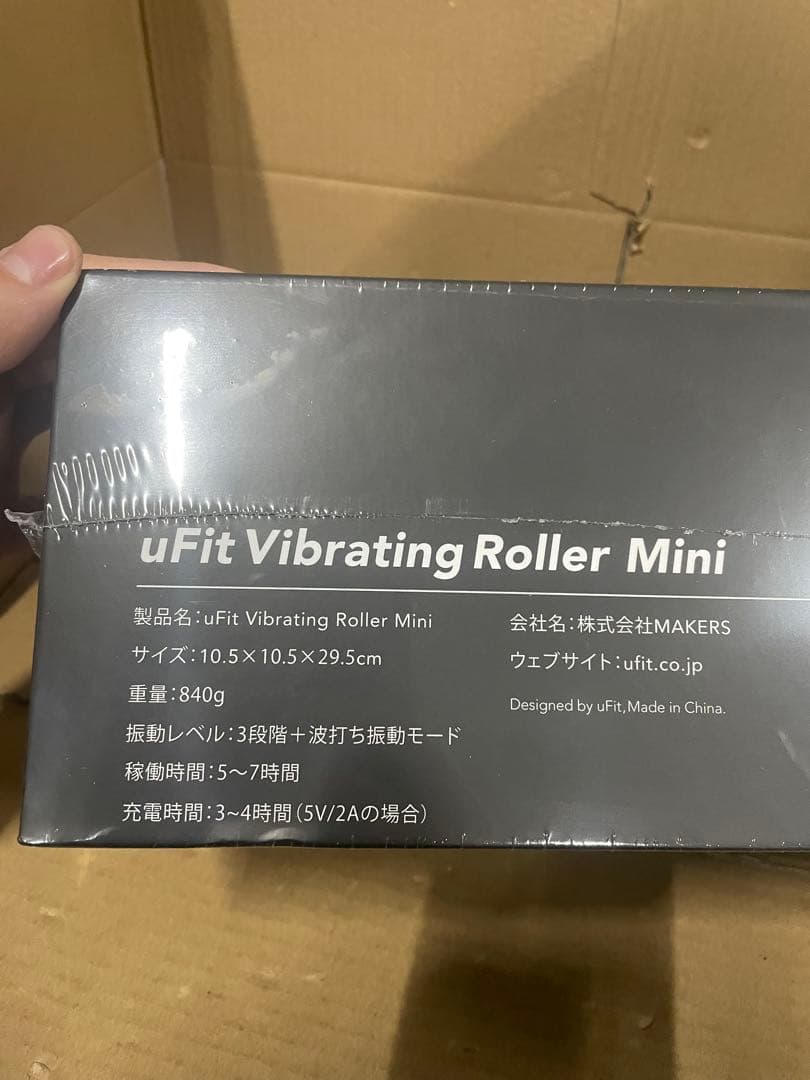 uFit Vibrating Roller Mini
製品名：uFit Vibrating Roller Mini
サイズ：10.5×10.5×29.5cm
重量：840g
振動レベル：3段階＋波打ち振動モード
稼働時間：5〜7時間
充電時間：3~4時間（5V/2Aの場合）
会社名：株式会社MAKERS
ウェブサイト：ufit.co.jp
Designed by uFit,Made in China.